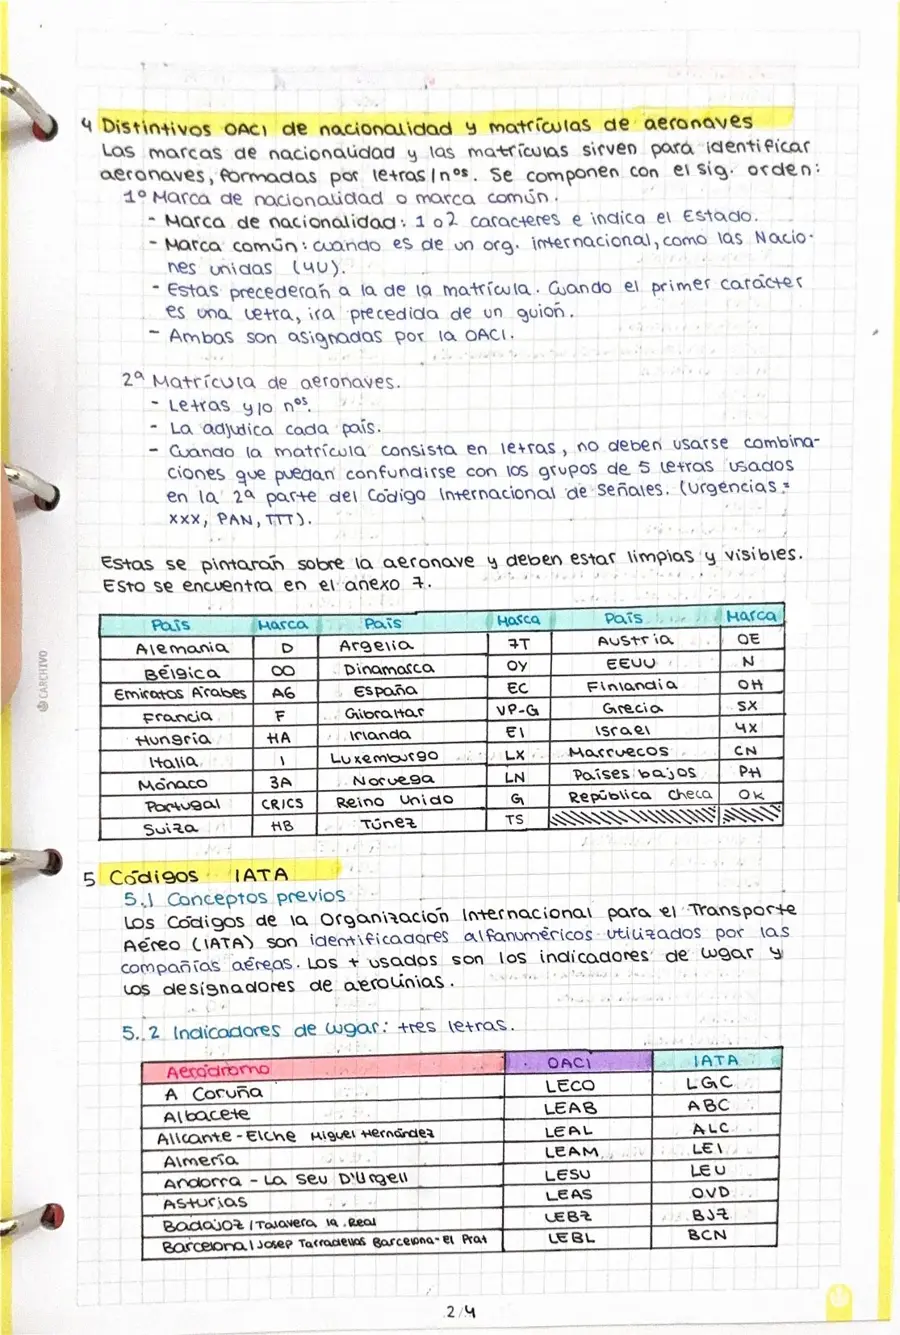 4 Distintivos OACI de nacionalidad y matrículas de aeronaves
Las marcas de nacionalidad y las matrículas sirven para identificar
aeronaves, formadas por letras/nos. Se componen con el sig. orden:
1º Marca de nacionalidad o marca común.
- Marca de nacionalidad: 1 o 2 caracteres e indica el Estado.
- Marca común: cuando es de un org. internacional, como las Nacio-
nes unidas (4U).
- Estas precederán a la de la matrícula. Cuando el primer carácter
es una letra, ira precedida de un guión.
- Ambas son asignadas por la OACI.
2ª Matrícula de aeronaves.
- Letras y/o nos.
- La adjudica cada país.
- Cuando la matrícula consista en letras, no deben usarse combina-
ciones que puedan confundirse con los grupos de 5 letras usados
en la 2ª parte del Código Internacional de Señales. (Urgencias:
XXX, PAN, TTT).
Estas se pintarán sobre la aeronave y deben estar limpias y visibles.
Esto se encuentra en el anexo 7.
País Marca País Marca País Marca
Alemania D Argelia 7T Austria OE
Bélgica OO Dinamarca OY EEUU N
Emiratos Árabes A6 España EC Finlandia OH
Francia F Gibraltar VP-G Grecia SX
Hungría HA Irlanda EI Israel 4X
Italia I Luxemburgo LX Marruecos CN
Mónaco 3A Noruega LN Países bajos PH
Portugal CR/CS Reino Unido G República Checa OK
Suiza HB Túnez TS
5 Códigos IATA
5.1 Conceptos previos
Los Códigos de la Organización Internacional para el Transporte
Aéreo (IATA) son identificadores alfanuméricos utilizados por las
compañías aéreas. Los + usados son los indicadores de lugar y
los designadores de aerolínias.
5.2 Indicadores de lugar: tres letras.
Aeródromo OACI IATA
A Coruña LECO LGC
Albacete LEAB ABC
Alicante-Elche Miguel Hernández LEAL ALC
Almería LEAM LEI
Andorra - La Seu D'Urgell LESU LEU
Asturias LEAS OVD
Badajoz / Talavera la Real LEBZ BJZ
Barcelona / Josep Tarradellas Barcelona-El Prat LEBL BCN
2/4
CARCHIVO